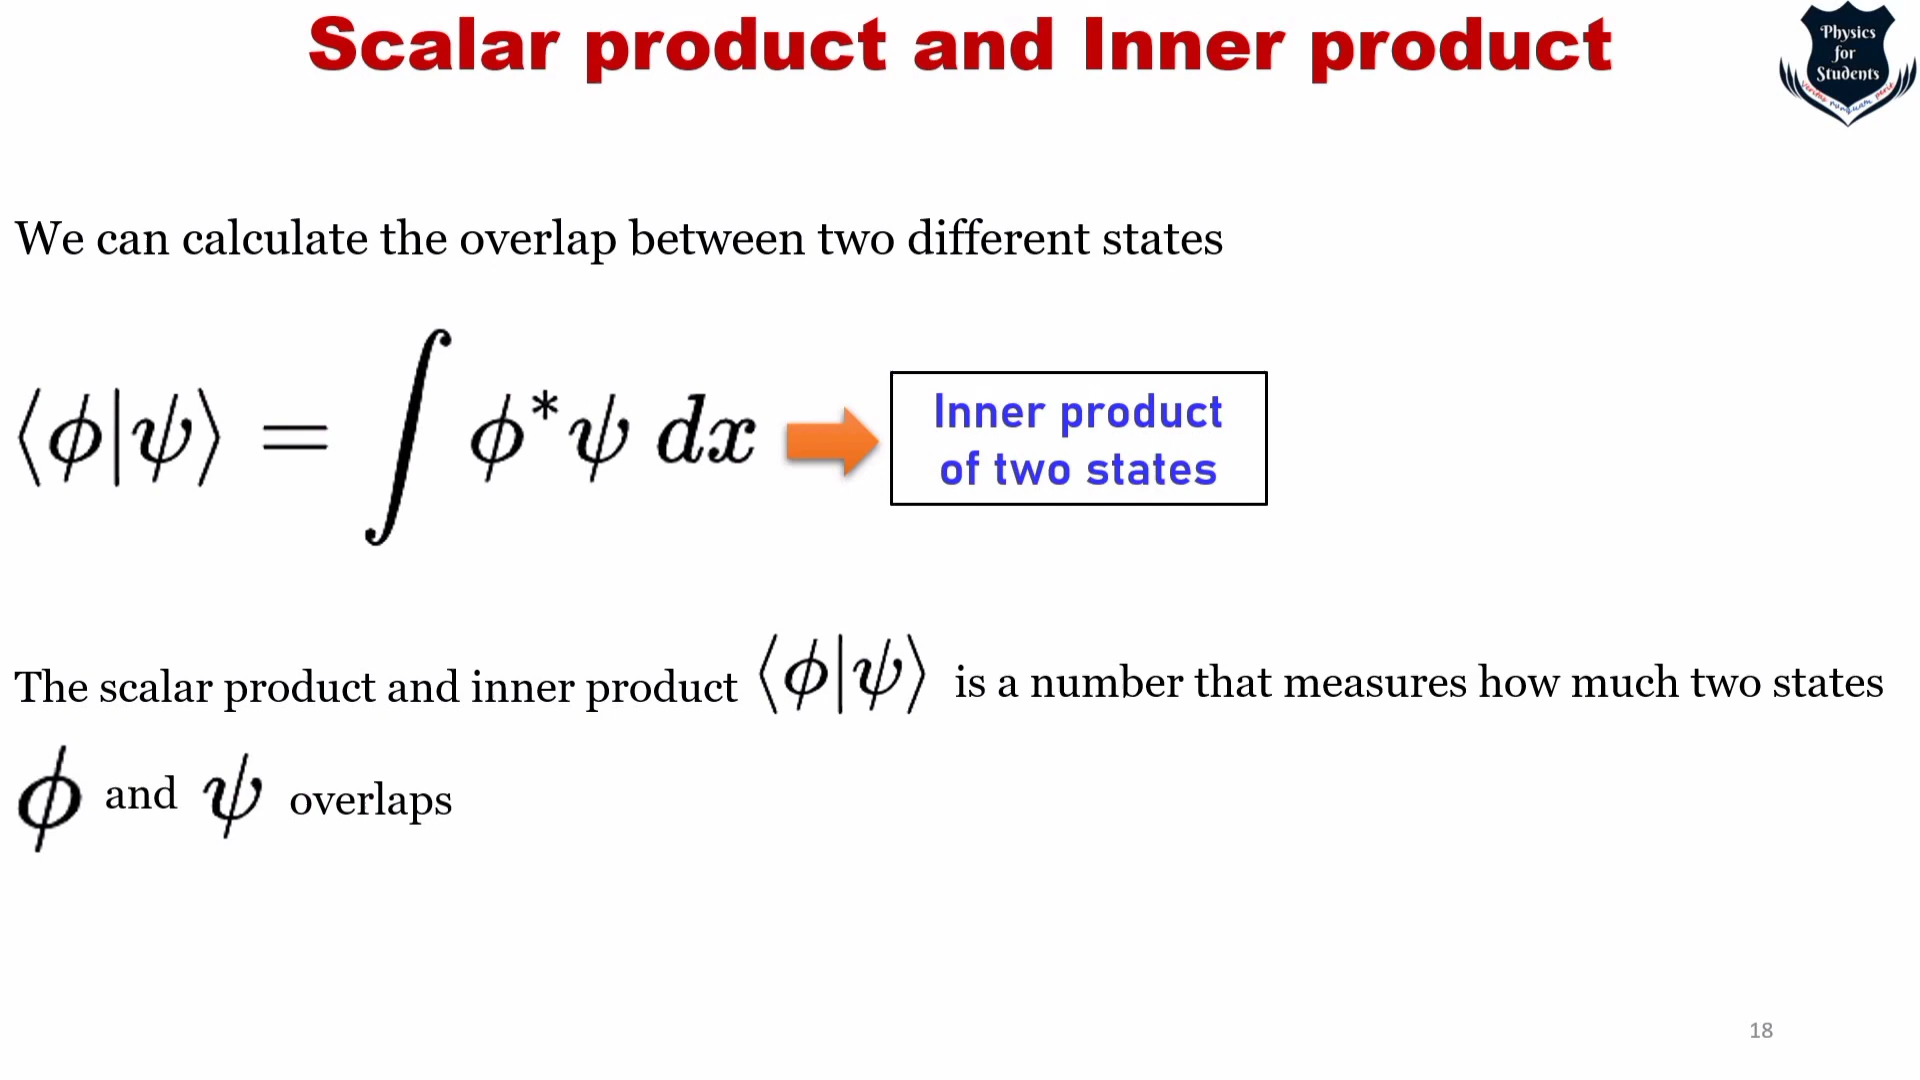 Scalar product and Inner product
Physics
for
Students
We can calculate the overlap between two different states
⟨ϕ|ψ⟩ = ∫ ϕ*ψ dx
Inner product
of two states
The scalar product and inner product ⟨ϕ|ψ⟩ is a number that measures how much two states
ϕ and ψ overlaps
18